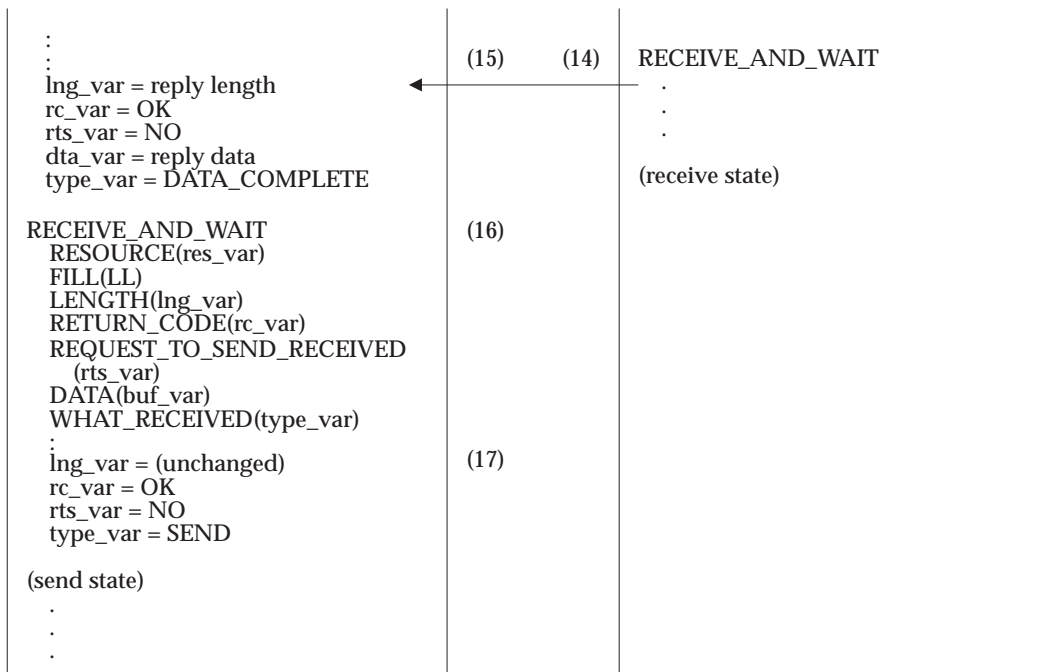 :
:
(15) (14) RECEIVE_AND_WAIT
lng_var = reply length
.
rc_var = OK
.
rts_var = NO
.
dta_var = reply data
type_var = DATA_COMPLETE (receive state)
RECEIVE_AND_WAIT (16)
RESOURCE(res_var)
FILL(LL)
LENGTH(lng_var)
RETURN_CODE(rc_var)
REQUEST_TO_SEND_RECEIVED
(rts_var)
DATA(buf_var)
WHAT_RECEIVED(type_var)
:
lng_var = (unchanged) (17)
rc_var = OK
rts_var = NO
type_var = SEND
(send state)
.
.
.